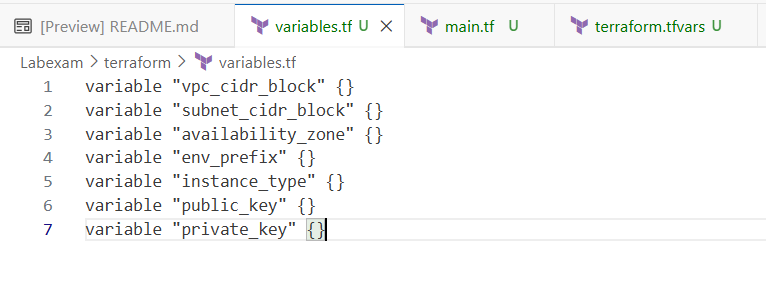 [Preview] README.md
variables.tf U
main.tf U
terraform.tfvars U
Labexam > terraform > variables.tf
1 variable "vpc_cidr_block" {}
2 variable "subnet_cidr_block" {}
3 variable "availability_zone" {}
4 variable "env_prefix" {}
5 variable "instance_type" {}
6 variable "public_key" {}
7 variable "private_key" {}